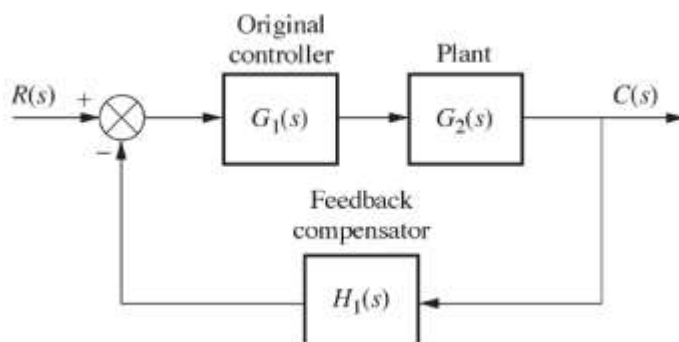 Original
controller
Plant
R(s)
+
G₁(s)
G₂(s)
C(s)
−
Feedback
compensator
H₁(s)